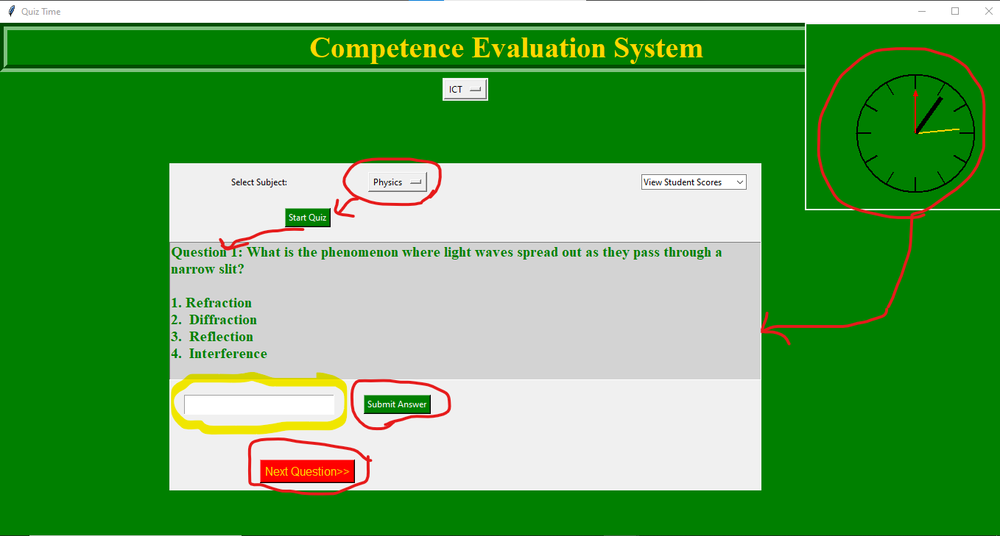 Quiz Time
Competence Evaluation System
ICT
Select Subject:
Physics
View Student Scores
Start Quiz
Question 1: What is the phenomenon where light waves spread out as they pass through a
narrow slit?
1. Refraction
2. Diffraction
3. Reflection
4. Interference
Submit Answer
Next Question>>